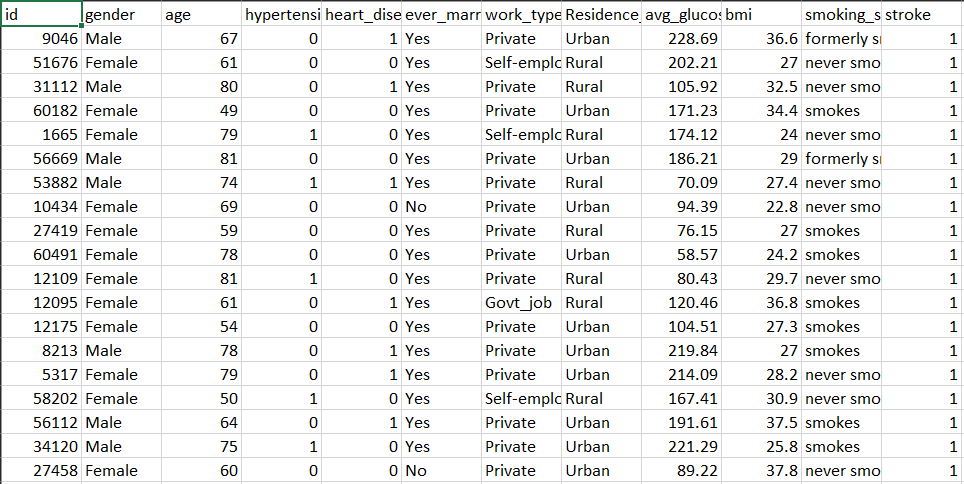 id gender age hypertensi heart_dise ever_marr work_type Residence_ avg_glucos bmi smoking_s stroke
9046 Male 67 0 1 Yes Private Urban 228.69 36.6 formerly s 1
51676 Female 61 0 0 Yes Self-emplo Rural 202.21 27 never smo 1
31112 Male 80 0 1 Yes Private Rural 105.92 32.5 never smo 1
60182 Female 49 0 0 Yes Private Urban 171.23 34.4 smokes 1
1665 Female 79 1 0 Yes Self-emplo Rural 174.12 24 never smo 1
56669 Male 81 0 0 Yes Private Urban 186.21 29 formerly s 1
53882 Male 74 1 1 Yes Private Rural 70.09 27.4 never smo 1
10434 Female 69 0 0 No Private Urban 94.39 22.8 never smo 1
27419 Female 59 0 0 Yes Private Rural 76.15 27 smokes 1
60491 Female 78 0 0 Yes Private Urban 58.57 24.2 smokes 1
12109 Female 81 1 0 Yes Private Rural 80.43 29.7 never smo 1
12095 Female 61 0 1 Yes Govt_job Rural 120.46 36.8 smokes 1
12175 Female 54 0 0 Yes Private Urban 104.51 27.3 smokes 1
8213 Male 78 0 1 Yes Private Urban 219.84 27 smokes 1
5317 Female 79 0 1 Yes Private Urban 214.09 28.2 never smo 1
58202 Female 50 1 0 Yes Self-emplo Rural 167.41 30.9 never smo 1
56112 Male 64 0 1 Yes Private Urban 191.61 37.5 smokes 1
34120 Male 75 1 0 Yes Private Urban 221.29 25.8 smokes 1
27458 Female 60 0 0 No Private Urban 89.22 37.8 never smo 1